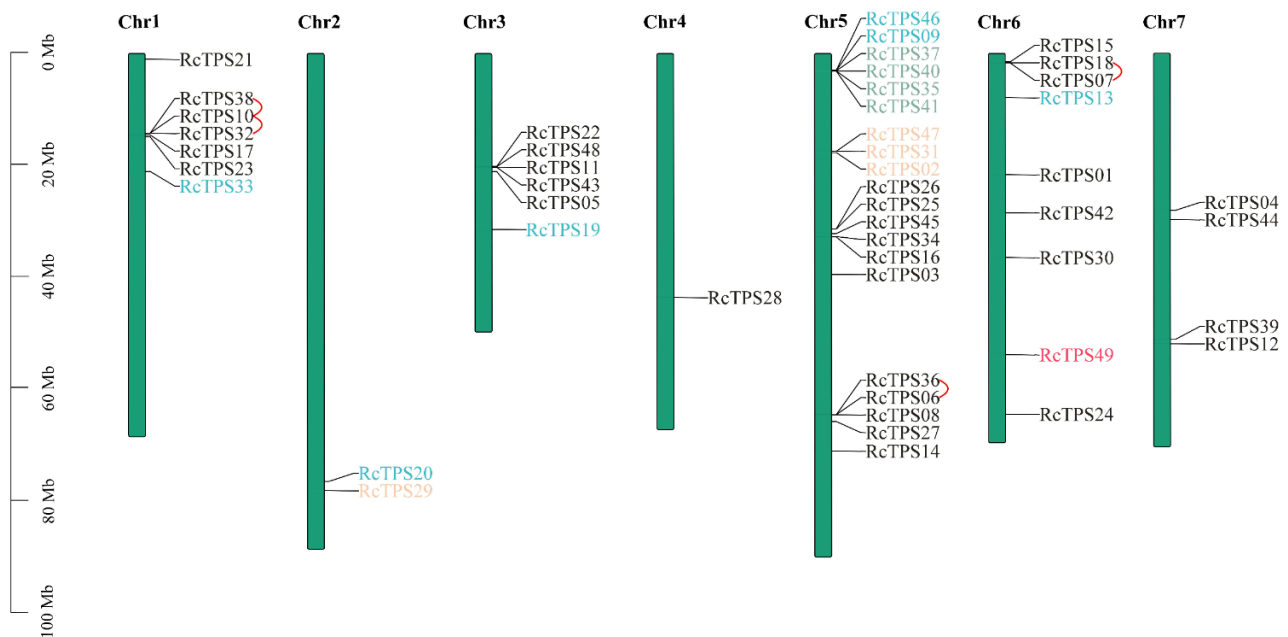 Chr1
Chr2
Chr3
Chr4
Chr5
Chr6
Chr7
0 Mb
20 Mb
40 Mb
60 Mb
80 Mb
100 Mb
RcTPS21
RcTPS38
RcTPS10
RcTPS32
RcTPS17
RcTPS23
RcTPS33
RcTPS20
RcTPS29
RcTPS22
RcTPS48
RcTPS11
RcTPS43
RcTPS05
RcTPS19
RcTPS28
RcTPS46
RcTPS09
RcTPS37
RcTPS40
RcTPS35
RcTPS41
RcTPS47
RcTPS31
RcTPS02
RcTPS26
RcTPS25
RcTPS45
RcTPS34
RcTPS16
RcTPS03
RcTPS36
RcTPS06
RcTPS08
RcTPS27
RcTPS14
RcTPS15
RcTPS18
RcTPS07
RcTPS13
RcTPS01
RcTPS42
RcTPS30
RcTPS49
RcTPS24
RcTPS04
RcTPS44
RcTPS39
RcTPS12